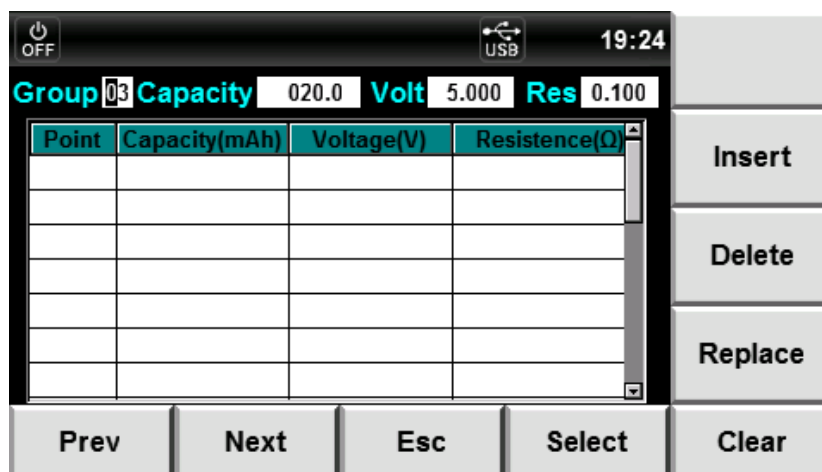 OFF USB 19:24
Group 03 Capacity 020.0 Volt 5.000 Res 0.100
Point Capacity(mAh) Voltage(V) Resistence(Ω)
Insert
Delete
Replace
Prev Next Esc Select Clear